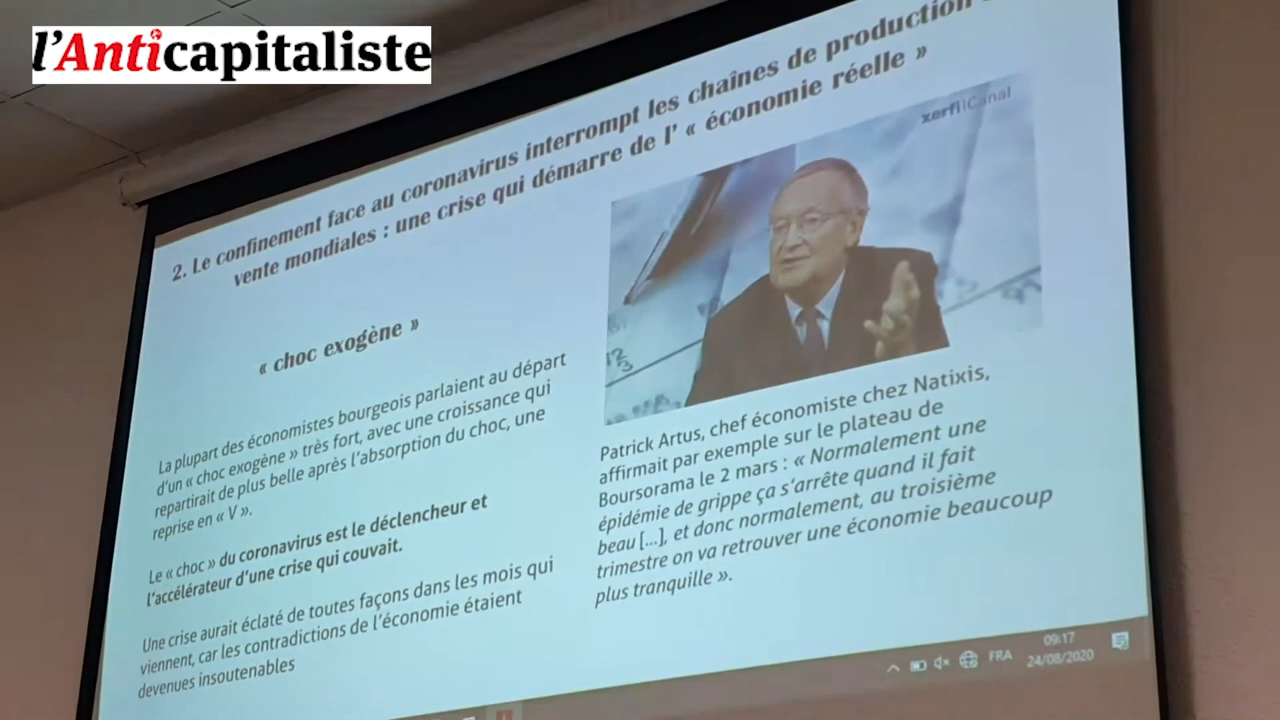 l'Anticapitaliste
2. Le confinement face au coronavirus interrompt les chaînes de production
vente mondiales : une crise qui démarre de l' « économie réelle »
xerfi|Canal
« choc exogène »
La plupart des économistes bourgeois parlaient au départ
d'un « choc exogène » très fort, avec une croissance qui
repartirait de plus belle après l'absorption du choc, une
reprise en « V ».
Le « choc » du coronavirus est le déclencheur et
l'accélérateur d'une crise qui couvait.
Une crise aurait éclaté de toutes façons dans les mois qui
viennent, car les contradictions de l'économie étaient
devenues insoutenables
Patrick Artus, chef économiste chez Natixis,
affirmait par exemple sur le plateau de
Boursorama le 2 mars : « Normalement une
épidémie de grippe ça s'arrête quand il fait
beau [...], et donc normalement, au troisième
trimestre on va retrouver une économie beaucoup
plus tranquille ».
FRA
09:17
24/08/2020